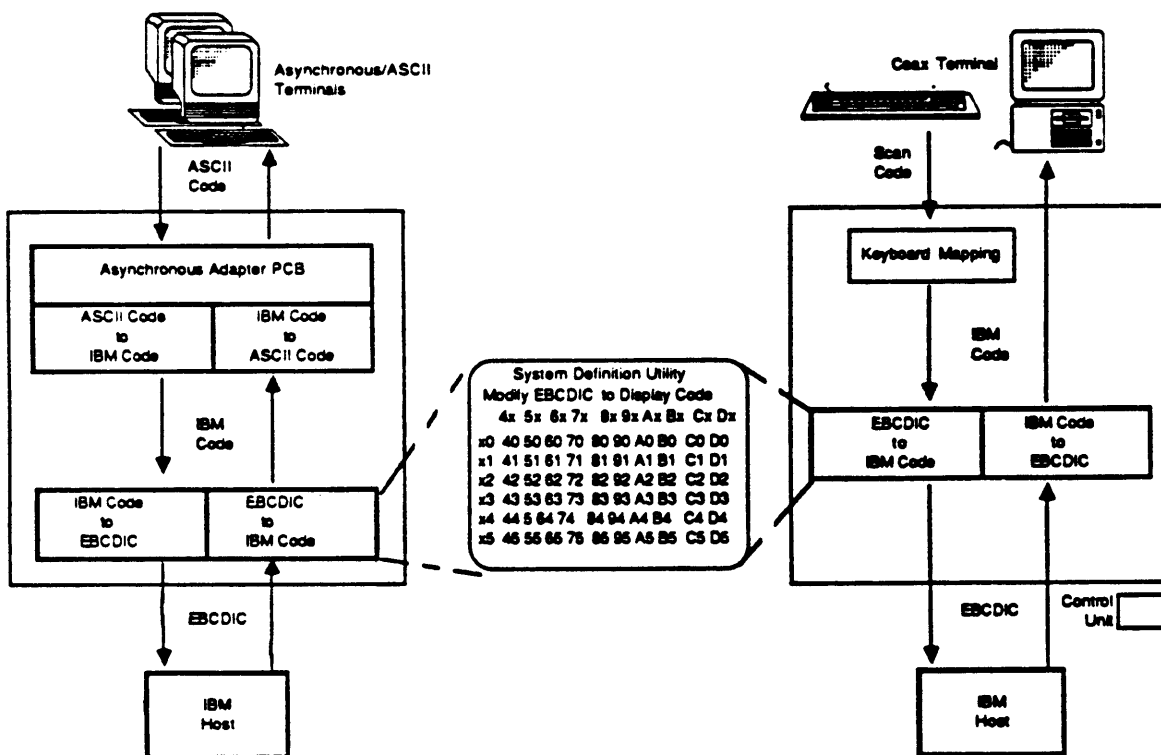 Asynchronous/ASCII
Terminals
ASCII
Code
Asynchronous Adapter PCB
ASCII Code
to
IBM Code
IBM Code
to
ASCII Code
IBM
Code
IBM Code
to
EBCDIC
EBCDIC
to
IBM Code
EBCDIC
IBM
Host
System Definition Utility
Modify EBCDIC to Display Code
4x 5x 6x 7x 8x 9x Ax Bx Cx Dx
x0 40 50 60 70 80 90 A0 B0 C0 D0
x1 41 51 61 71 81 91 A1 B1 C1 D1
x2 42 52 62 72 82 92 A2 B2 C2 D2
x3 43 53 63 73 83 93 A3 B3 C3 D3
x4 44 5 64 74 84 94 A4 B4 C4 D4
x5 45 55 65 75 85 95 A5 B5 C5 D5
Coax Terminal
Scan
Code
Keyboard Mapping
IBM
Code
EBCDIC
to
IBM Code
IBM Code
to
EBCDIC
EBCDIC
Control
Unit
IBM
Host